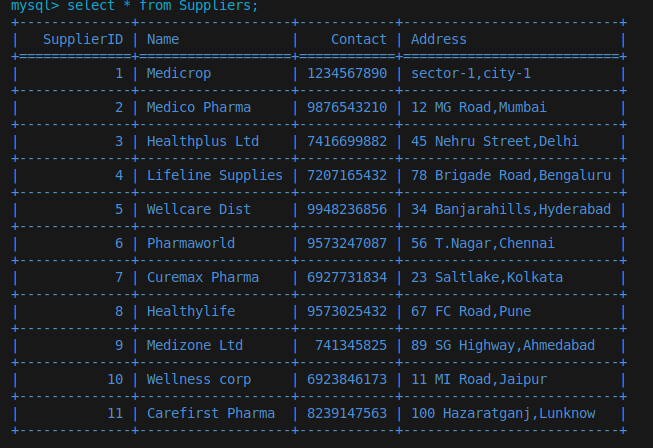 mysql> select * from Suppliers;
+--------------+-------------------+------------+---------------------------+
|   SupplierID | Name              |    Contact | Address                   |
+==============+===================+============+===========================+
|            1 | Medicrop          | 1234567890 | sector-1,city-1           |
+--------------+-------------------+------------+---------------------------+
|            2 | Medico Pharma     | 9876543210 | 12 MG Road,Mumbai         |
+--------------+-------------------+------------+---------------------------+
|            3 | Healthplus Ltd    | 7416699882 | 45 Nehru Street,Delhi     |
+--------------+-------------------+------------+---------------------------+
|            4 | Lifeline Supplies | 7207165432 | 78 Brigade Road,Bengaluru |
+--------------+-------------------+------------+---------------------------+
|            5 | Wellcare Dist     | 9948236856 | 34 Banjarahills,Hyderabad |
+--------------+-------------------+------------+---------------------------+
|            6 | Pharmaworld       | 9573247087 | 56 T.Nagar,Chennai        |
+--------------+-------------------+------------+---------------------------+
|            7 | Curemax Pharma    | 6927731834 | 23 Saltlake,Kolkata       |
+--------------+-------------------+------------+---------------------------+
|            8 | Healthylife       | 9573025432 | 67 FC Road,Pune           |
+--------------+-------------------+------------+---------------------------+
|            9 | Medizone Ltd      |  741345825 | 89 SG Highway,Ahmedabad   |
+--------------+-------------------+------------+---------------------------+
|           10 | Wellness corp     | 6923846173 | 11 MI Road,Jaipur         |
+--------------+-------------------+------------+---------------------------+
|           11 | Carefirst Pharma  | 8239147563 | 100 Hazaratganj,Lunknow   |
+--------------+-------------------+------------+---------------------------+